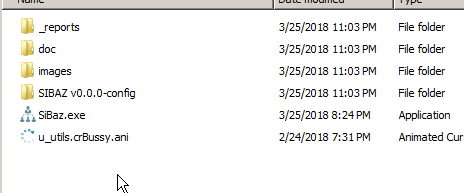 Name Date modified Type
_reports 3/25/2018 11:03 PM File folder
doc 3/25/2018 11:03 PM File folder
images 3/25/2018 11:03 PM File folder
SIBAZ v0.0.0-config 3/25/2018 11:03 PM File folder
SiBaz.exe 3/25/2018 8:24 PM Application
u_utils.crBussy.ani 2/24/2018 7:31 PM Animated Cur